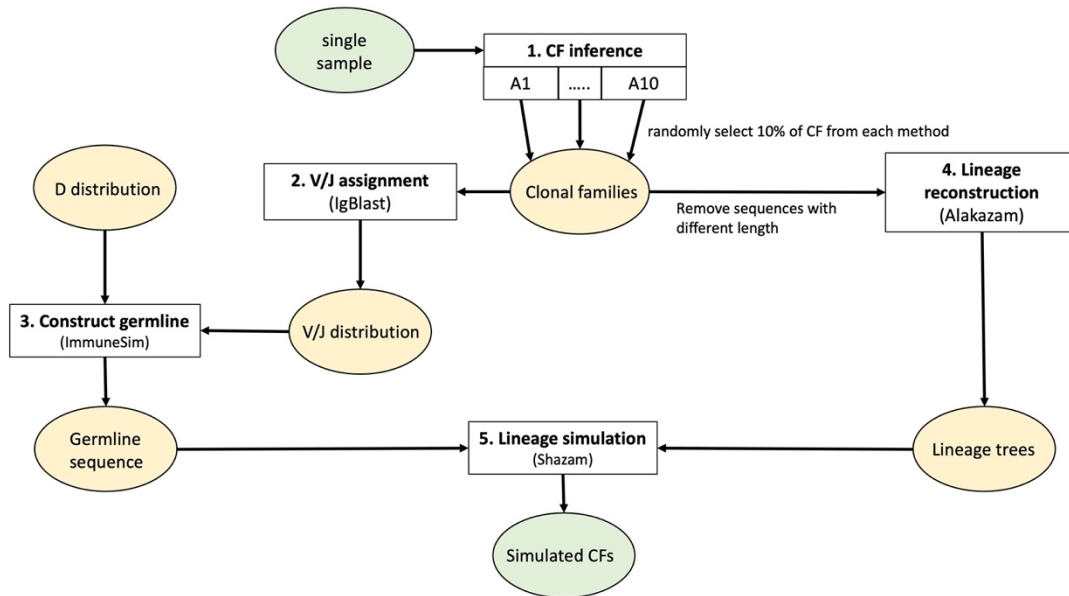 single
sample
1. CF inference
A1
.....
A10
randomly select 10% of CF from each method
D distribution
2. V/J assignment
(IgBlast)
Clonal families
4. Lineage
reconstruction
(Alakazam)
Remove sequences with
different length
3. Construct germline
(ImmuneSim)
V/J distribution
Germline
sequence
5. Lineage simulation
(Shazam)
Lineage trees
Simulated CFs